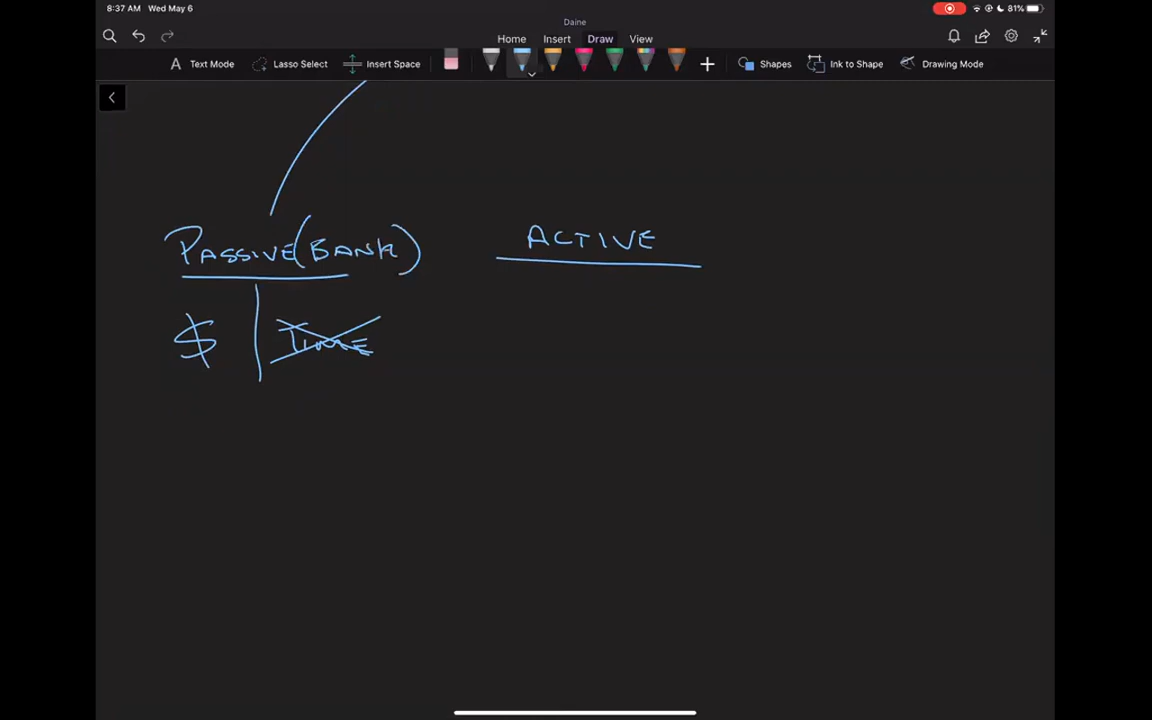 8:37 AM Wed May 6
81%
Daine
Home Insert Draw View
Text Mode Lasso Select Insert Space Shapes Ink to Shape Drawing Mode
PASSIVE (BANK) ACTIVE
$ TIME